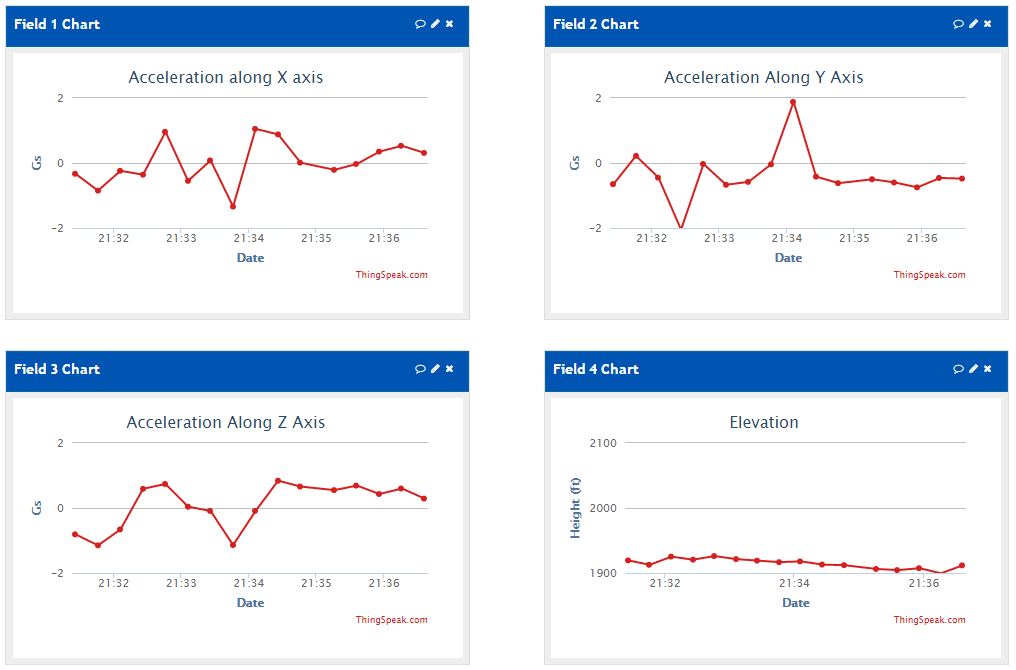 Field 1 Chart
Acceleration along X axis
2
0
−2
Gs
21:32 21:33 21:34 21:35 21:36
Date
ThingSpeak.com
Field 2 Chart
Acceleration Along Y Axis
2
0
−2
Gs
21:32 21:33 21:34 21:35 21:36
Date
ThingSpeak.com
Field 3 Chart
Acceleration Along Z Axis
2
0
−2
Gs
21:32 21:33 21:34 21:35 21:36
Date
ThingSpeak.com
Field 4 Chart
Elevation
2100
2000
1900
Height (ft)
21:32 21:34 21:36
Date
ThingSpeak.com